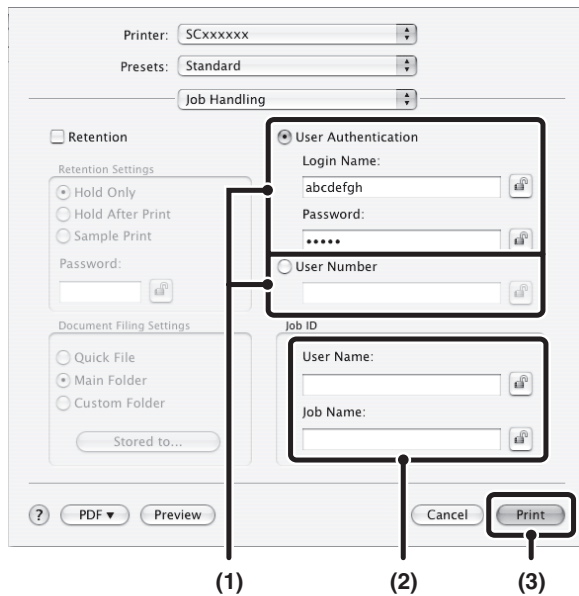 Printer: SCxxxxxx
Presets: Standard
Job Handling
Retention
Retention Settings
Hold Only
Hold After Print
Sample Print
Password:
User Authentication
Login Name:
abcdefgh
Password:
•••••
User Number
Document Filing Settings
Quick File
Main Folder
Custom Folder
Stored to...
Job ID
User Name:
Job Name:
? PDF ▼ Preview Cancel Print
(1) (2) (3)